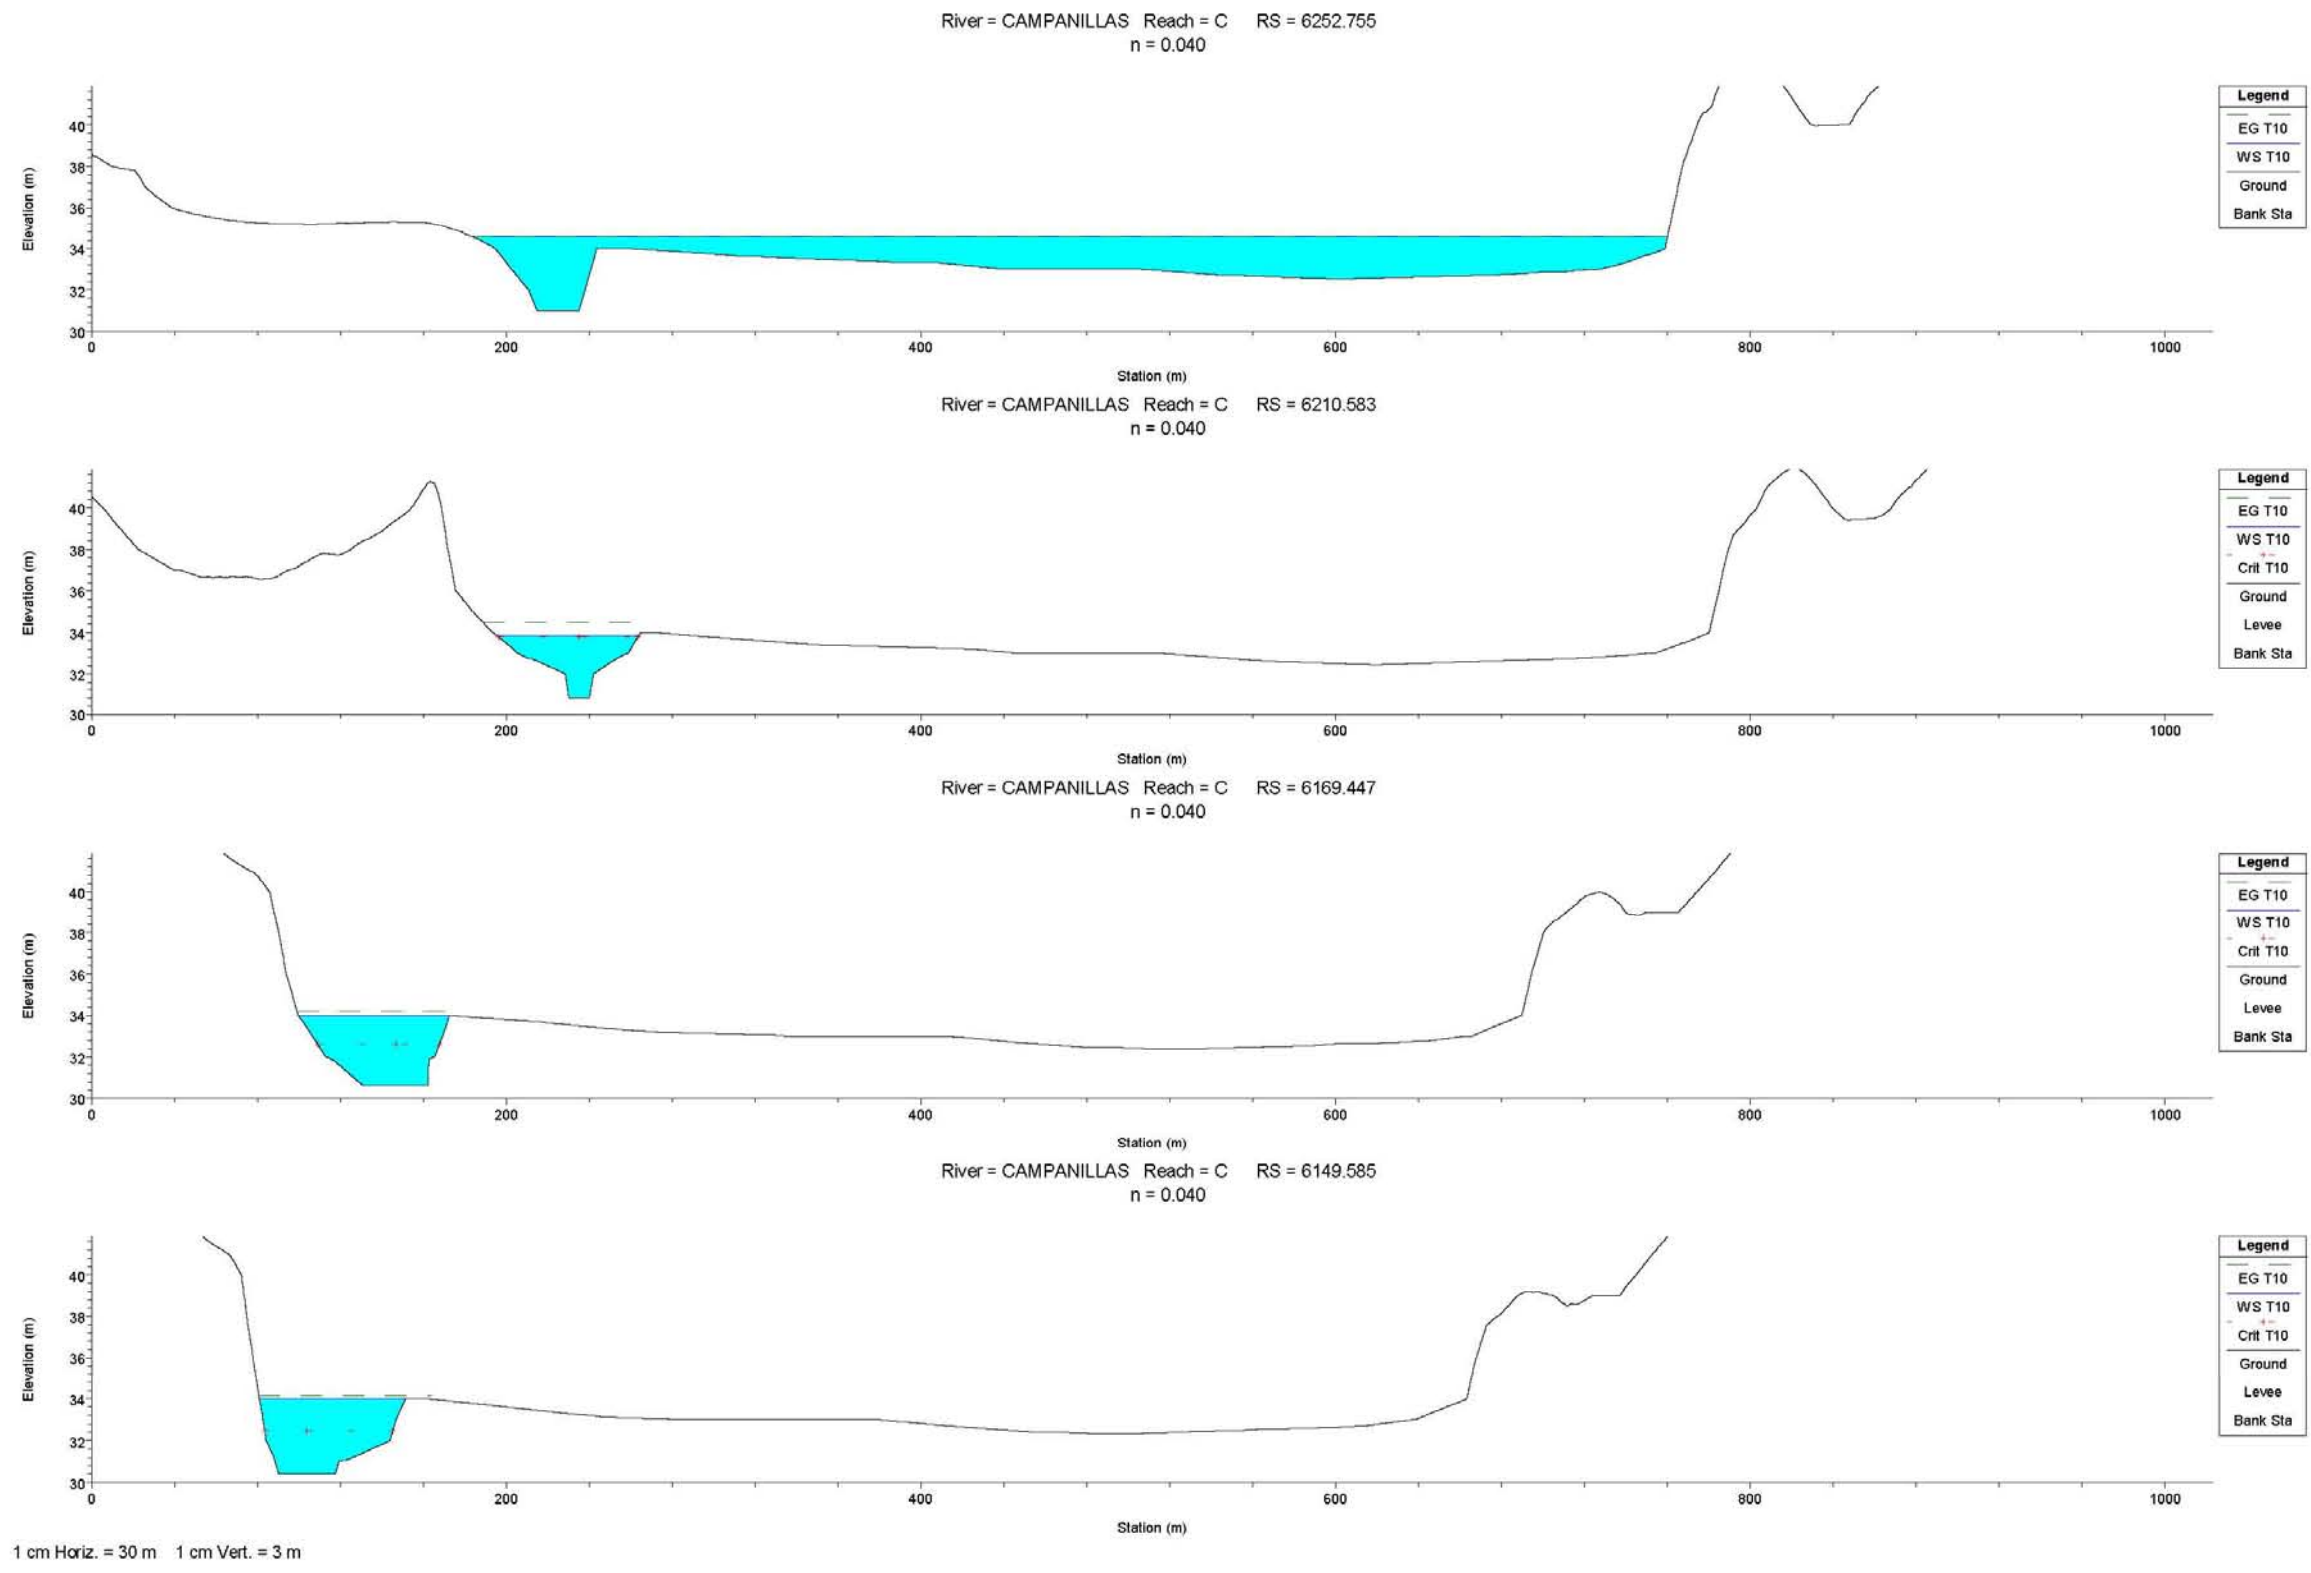 River = CAMPANILLAS Reach = C RS = 6252.755
n = 0.040
Elevation (m)
40
38
36
34
32
30
0 200 400 600 800 1000
Station (m)
Legend
EG T10
WS T10
Ground
Bank Sta
River = CAMPANILLAS Reach = C RS = 6210.583
n = 0.040
Elevation (m)
40
38
36
34
32
30
0 200 400 600 800 1000
Station (m)
Legend
EG T10
WS T10
Crit T10
Ground
Levee
Bank Sta
River = CAMPANILLAS Reach = C RS = 6169.447
n = 0.040
Elevation (m)
40
38
36
34
32
30
0 200 400 600 800 1000
Station (m)
Legend
EG T10
WS T10
Crit T10
Ground
Levee
Bank Sta
River = CAMPANILLAS Reach = C RS = 6149.585
n = 0.040
Elevation (m)
40
38
36
34
32
30
0 200 400 600 800 1000
Station (m)
Legend
EG T10
WS T10
Crit T10
Ground
Levee
Bank Sta
1 cm Horiz. = 30 m 1 cm Vert. = 3 m